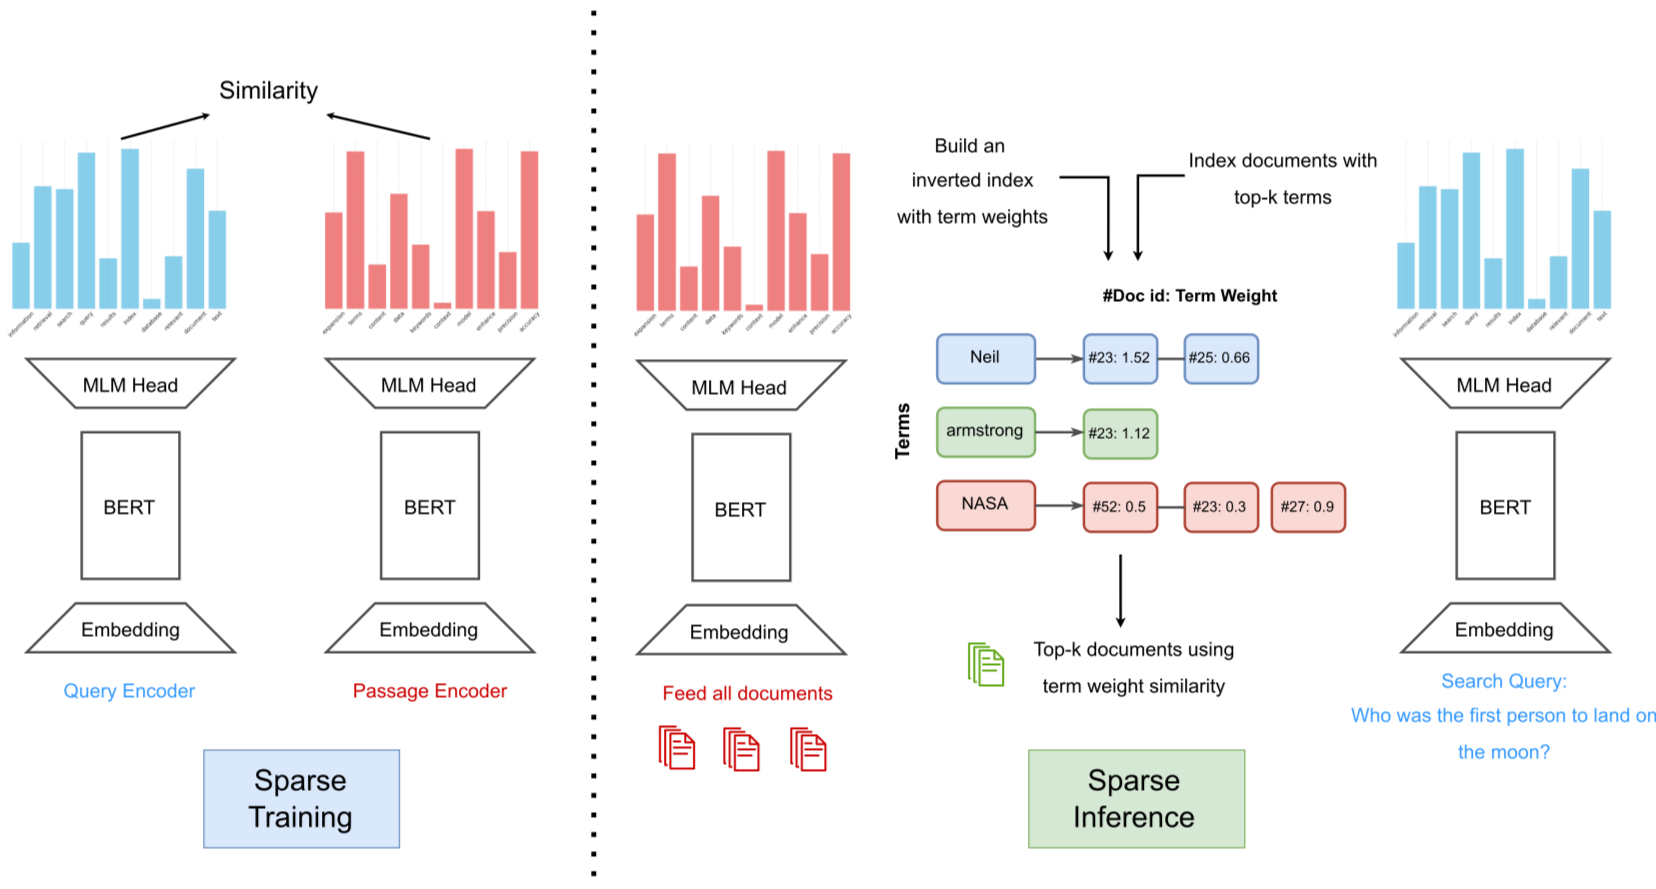 Similarity
information
retrieval
search
query
results
index
database
relevant
document
text
expansion
terms
content
data
keywords
context
model
enhance
precision
accuracy
MLM Head
MLM Head
BERT
BERT
Embedding
Embedding
Query Encoder
Passage Encoder
Sparse
Training
expansion
terms
content
data
keywords
context
model
enhance
precision
accuracy
MLM Head
BERT
Embedding
Feed all documents
Build an
inverted index
with term weights
Index documents with
top-k terms
#Doc id: Term Weight
Terms
Neil
#23: 1.52
#25: 0.66
armstrong
#23: 1.12
NASA
#52: 0.5
#23: 0.3
#27: 0.9
Top-k documents using
term weight similarity
Sparse
Inference
information
retrieval
search
query
results
index
database
relevant
document
text
MLM Head
BERT
Embedding
Search Query:
Who was the first person to land on
the moon?